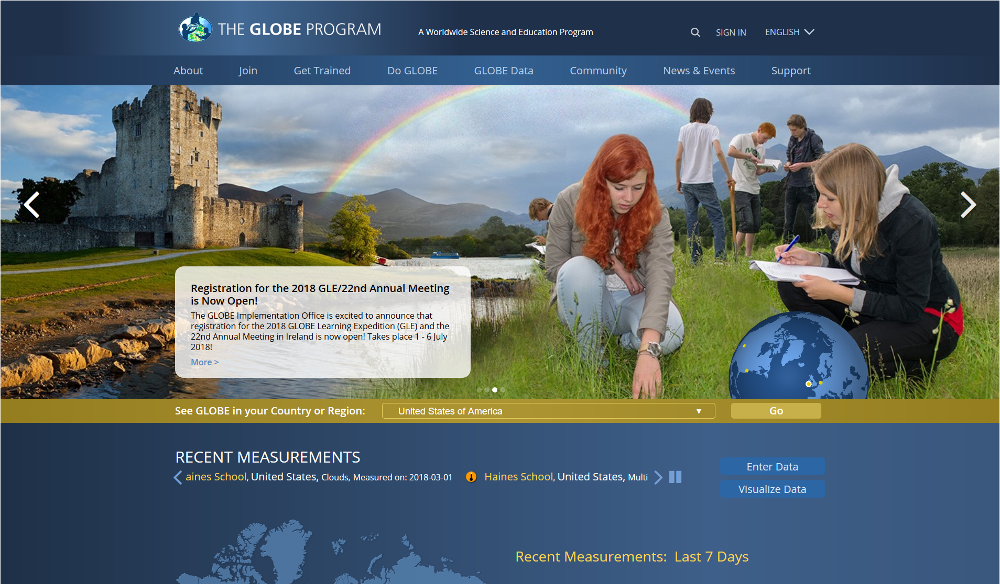 THE GLOBE PROGRAM
A Worldwide Science and Education Program
SIGN IN
ENGLISH
About
Join
Get Trained
Do GLOBE
GLOBE Data
Community
News & Events
Support
Registration for the 2018 GLE/22nd Annual Meeting
is Now Open!
The GLOBE Implementation Office is excited to announce that
registration for the 2018 GLOBE Learning Expedition (GLE) and the
22nd Annual Meeting in Ireland is now open! Takes place 1 - 6 July
2018!
More >
See GLOBE in your Country or Region:
United States of America
Go
RECENT MEASUREMENTS
aines School, United States, Clouds, Measured on: 2018-03-01
Haines School, United States, Multi
Enter Data
Visualize Data
Recent Measurements: Last 7 Days